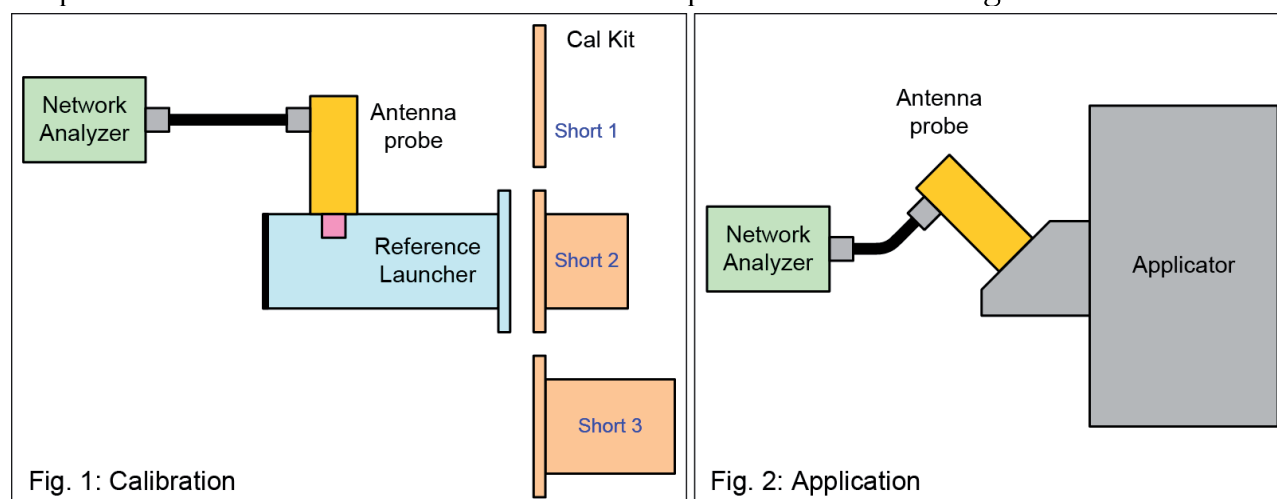 Network
Analyzer
Antenna
probe
Cal Kit
Short 1
Reference
Launcher
Short 2
Short 3
Fig. 1: Calibration
Antenna
probe
Network
Analyzer
Applicator
Fig. 2: Application